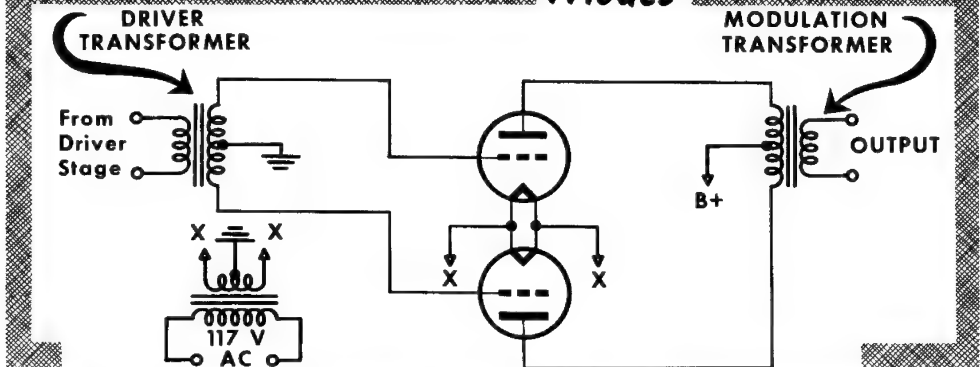 DRIVER
TRANSFORMER
MODULATION
TRANSFORMER
From
Driver
Stage
OUTPUT
B+
X X
X X
117 V
AC